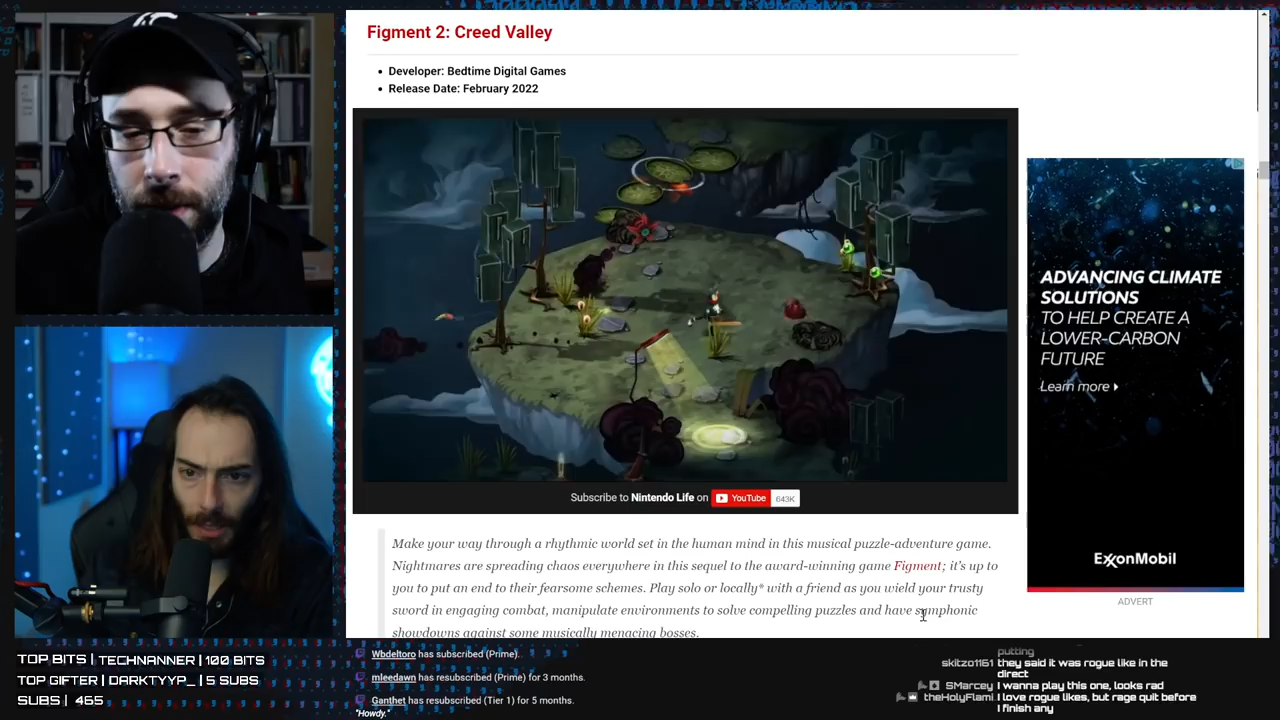 Figment 2: Creed Valley
• Developer: Bedtime Digital Games
• Release Date: February 2022
Subscribe to Nintendo Life on YouTube 643K
Make your way through a rhythmic world set in the human mind in this musical puzzle-adventure game.
Nightmares are spreading chaos everywhere in this sequel to the award-winning game Figment; it's up to
you to put an end to their fearsome schemes. Play solo or locally* with a friend as you wield your trusty
sword in engaging combat, manipulate environments to solve compelling puzzles and have symphonic
showdowns against some musically menacing bosses.
ADVANCING CLIMATE
SOLUTIONS
TO HELP CREATE A
LOWER-CARBON
FUTURE
Learn more
ExxonMobil
ADVERT
TOP BITS | TECHNANNER | 100 BITS
TOP GIFTER | DARKTYYP_ | 5 SUBS
SUBS | 465
Wbdeltoro has subscribed (Prime).
mleedawn has resubscribed (Prime) for 3 months.
Ganthet has resubscribed (Tier 1) for 5 months.
"Howdy."
putting
skitzo1161 they said it was rogue like in the
direct
SMarcey I wanna play this one, looks rad
theHolyFlami I love rogue likes, but rage quit before
I finish any